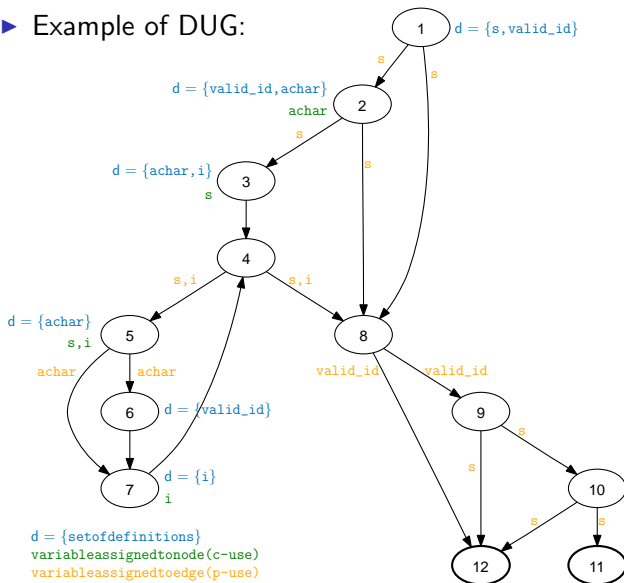 ▶ Example of DUG:
1
d = {s,valid_id}
s
s
d = {valid_id,achar}
achar
2
s
s
d = {achar,i}
s
3
4
s,i
s,i
d = {achar}
s,i
5
8
achar
achar
valid_id
valid_id
6
d = {valid_id}
9
s
s
7
d = {i}
i
10
s
s
d = {setofdefinitions}
variableassignedtonode(c-use)
variableassignedtoedge(p-use)
12
11